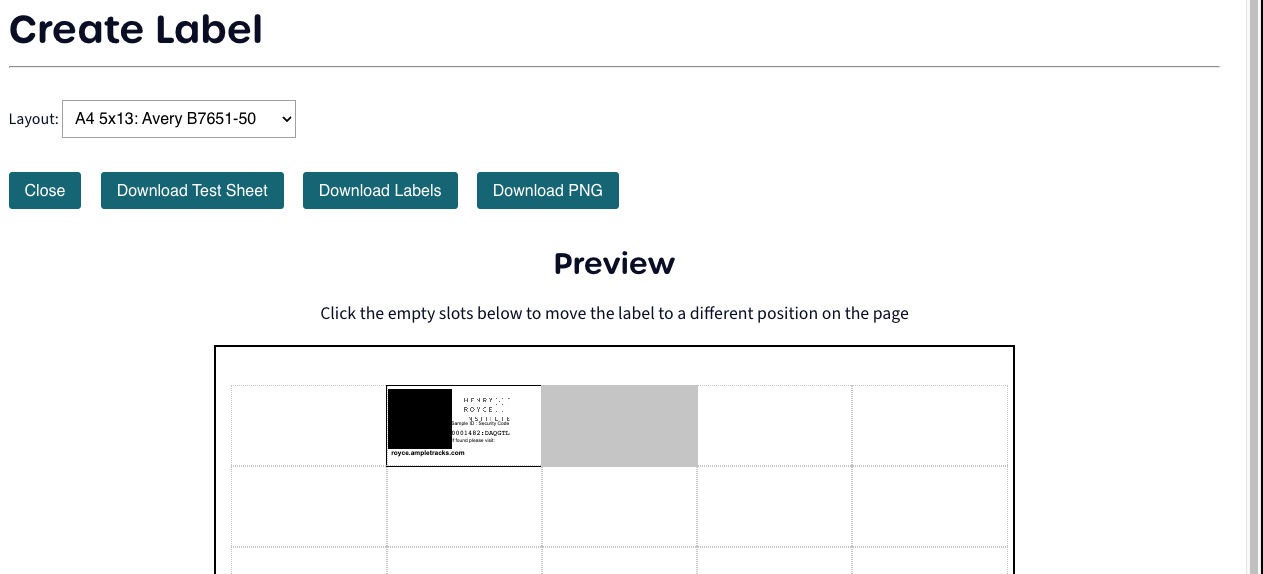 Create Label
Layout: A4 5x13: Avery B7651-50
Close Download Test Sheet Download Labels Download PNG
Preview
Click the empty slots below to move the label to a different position on the page
HENRY
ROYCE
Sample ID : Security Code
0001482:DAQGTL
f found please visit:
royce.ampletracks.com